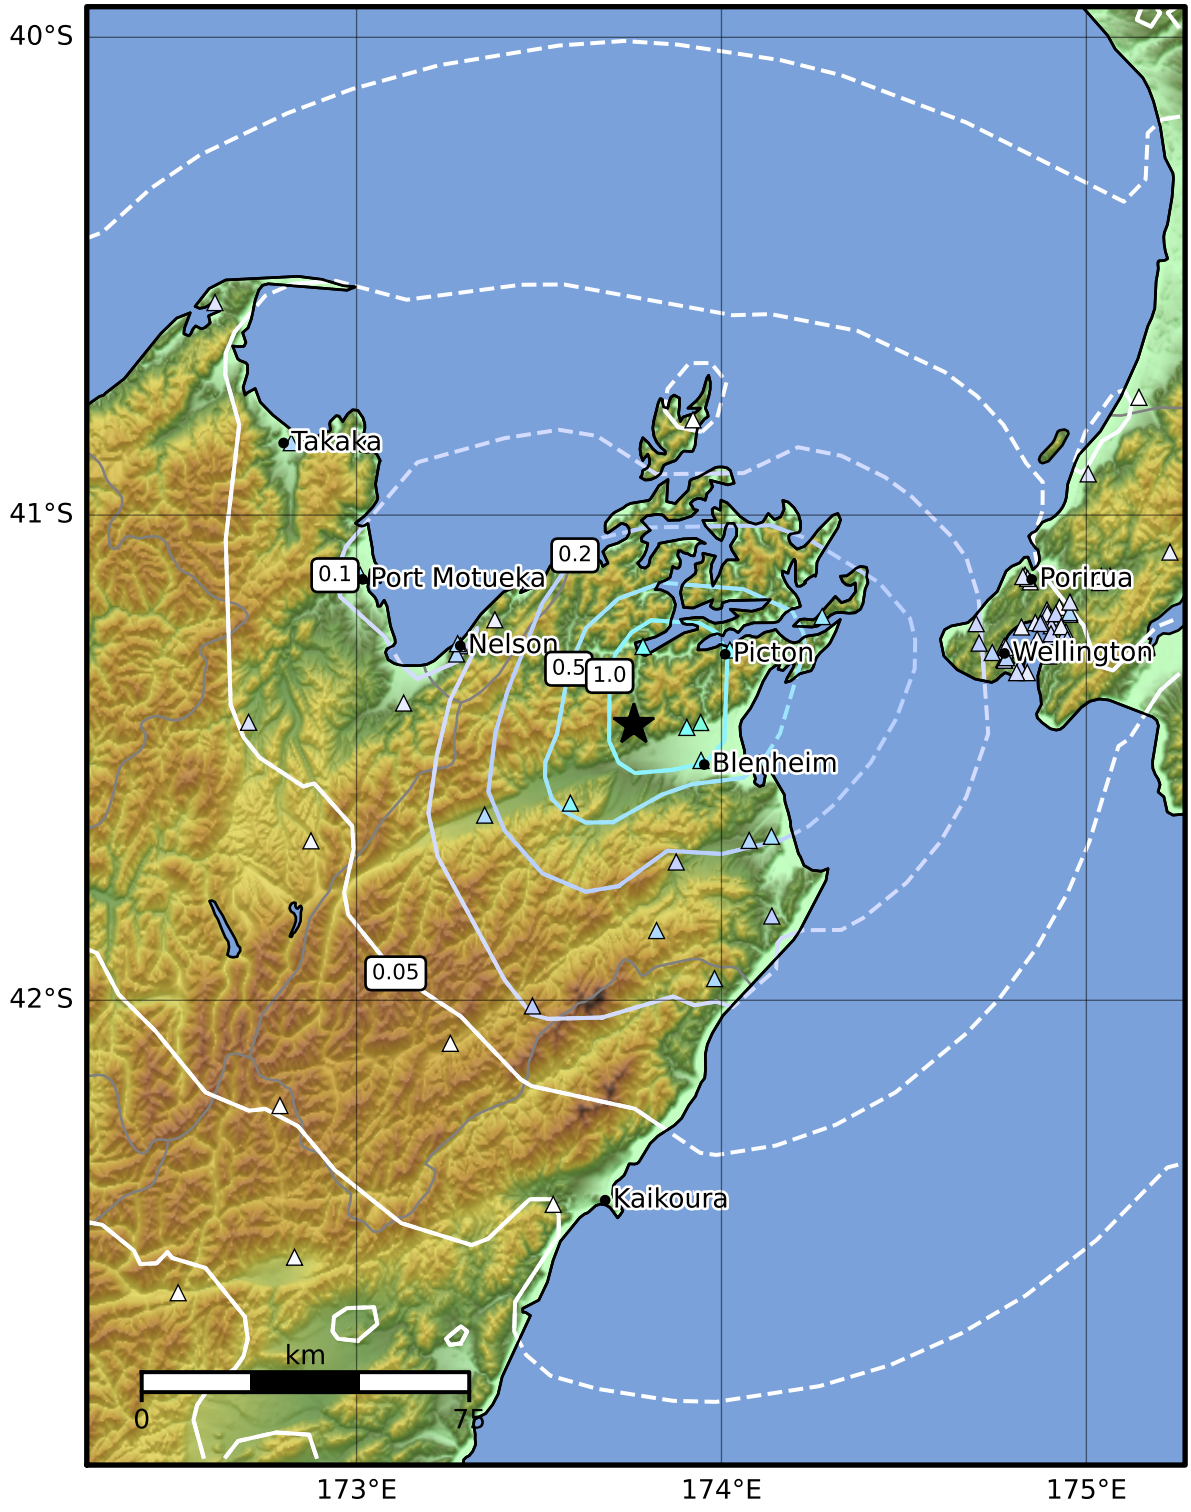 40°S
Takaka
41°S
0.2
0.1
Port Motueka
Porirua
Nelson
Picton
Wellington
0.5
1.0
Blenheim
0.05
42°S
Kaikoura
km
0
75
173°E
174°E
175°E